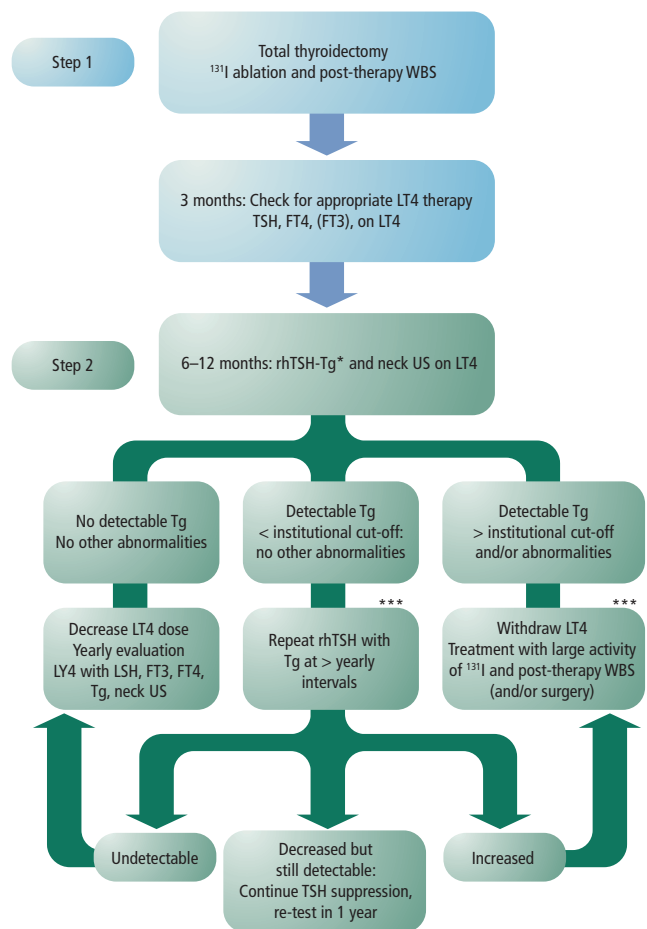 Step 1
Total thyroidectomy
¹³¹I ablation and post-therapy WBS
3 months: Check for appropriate LT4 therapy
TSH, FT4, (FT3), on LT4
Step 2
6–12 months: rhTSH-Tg* and neck US on LT4
No detectable Tg
No other abnormalities
Detectable Tg
< institutional cut-off:
no other abnormalities
Detectable Tg
> institutional cut-off
and/or abnormalities
Decrease LT4 dose
Yearly evaluation
LY4 with LSH, FT3, FT4,
Tg, neck US
***
Repeat rhTSH with
Tg at > yearly
intervals
***
Withdraw LT4
Treatment with large activity
of ¹³¹I and post-therapy WBS
(and/or surgery)
Undetectable
Decreased but
still detectable:
Continue TSH suppression,
re-test in 1 year
Increased